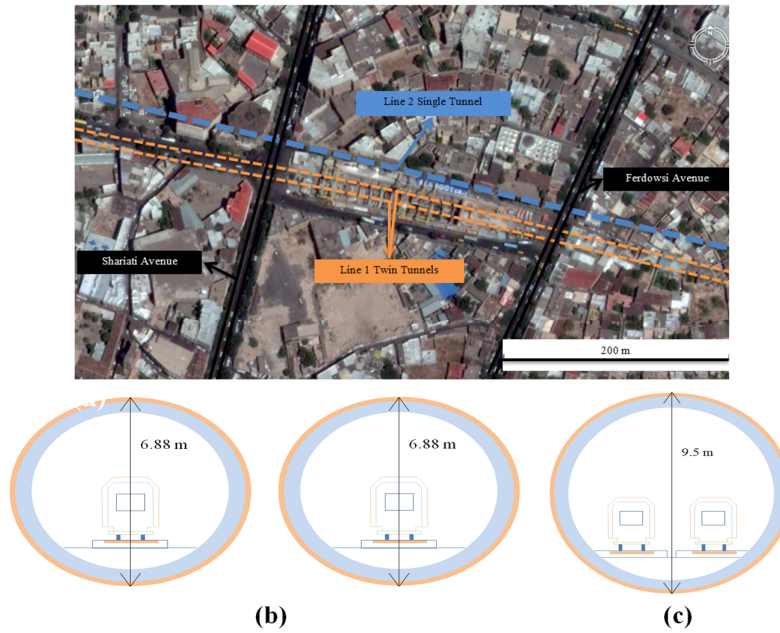 N
Line 2 Single Tunnel
Ferdowsi Avenue
Shariati Avenue
Line 1 Twin Tunnels
200 m
(a)
6.88 m
6.88 m
9.5 m
(b)
(c)